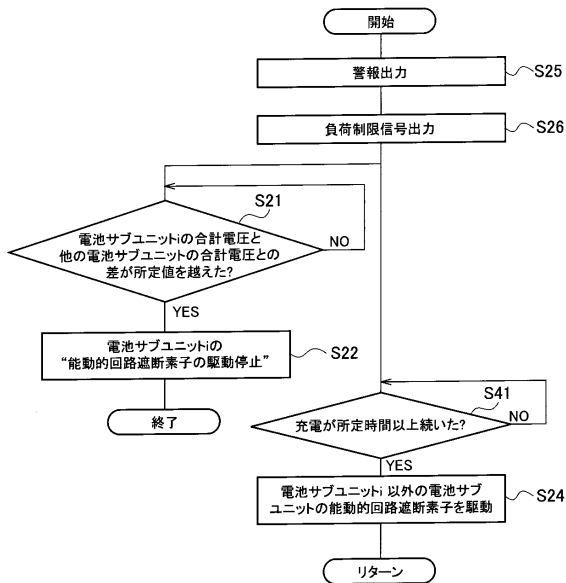 開始
警報出力
S25
負荷制限信号出力
S26
S21
電池サブユニットiの合計電圧と
他の電池サブユニットの合計電圧との
差が所定値を越えた?
NO
YES
電池サブユニットiの
“能動的回路遮断素子の駆動停止”
S22
終了
S41
充電が所定時間以上続いた?
NO
YES
電池サブユニットi 以外の電池サブ
ユニットの能動的回路遮断素子を駆動
S24
リターン